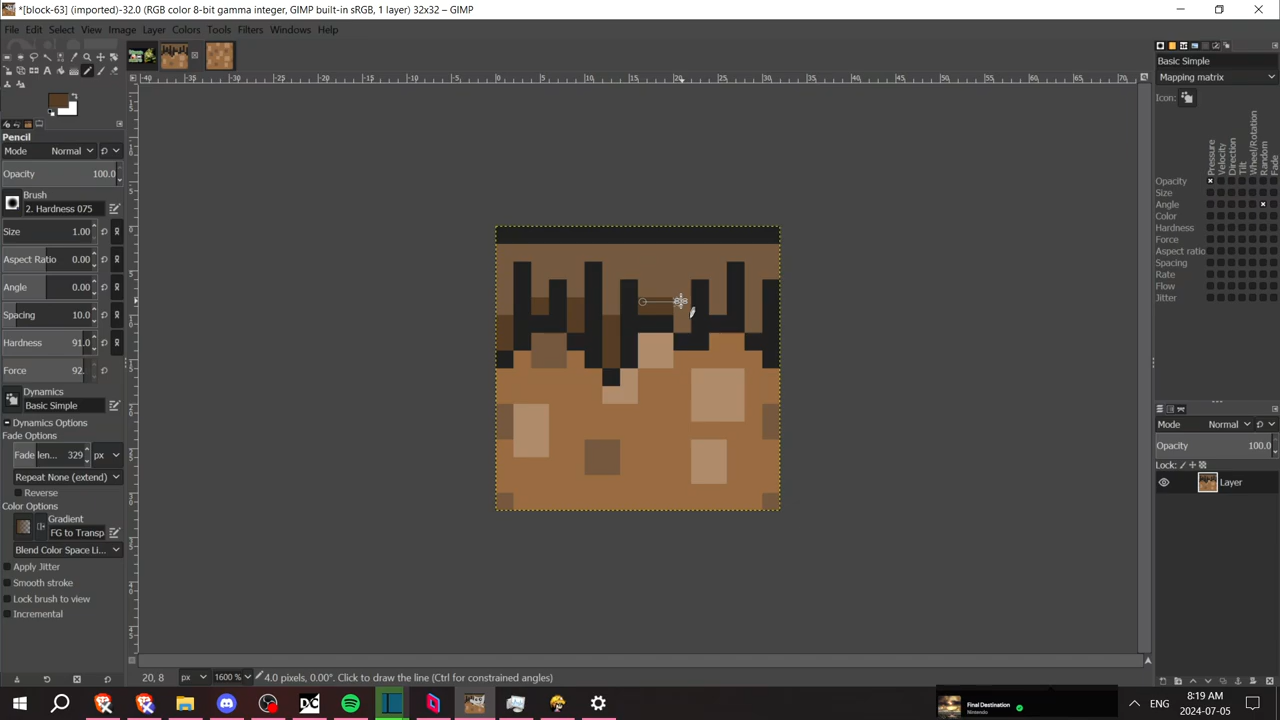 *[block-63] (imported)-32.0 (RGB color 8-bit gamma integer, GIMP built-in sRGB, 1 layer) 32x32 – GIMP
File Edit Select View Image Layer Colors Tools Filters Windows Help
Basic Simple
Mapping matrix
Icon:
Pressure
Velocity
Direction
Tilt
Wheel/Rotation
Random
Fade
Opacity
Size
Angle
Color
Hardness
Force
Aspect Ratio
Spacing
Rate
Flow
Jitter
Pencil
Mode Normal
Opacity 100.0
Brush
2. Hardness 075
Size 1.00
Aspect Ratio 0.00
Angle 0.00
Spacing 10.0
Hardness 91.0
Force 92.
Dynamics
Basic Simple
Dynamics Options
Fade Options
Fade len... 329 px
Repeat None (extend)
Reverse
Color Options
Gradient
FG to Transp
Blend Color Space Li...
Apply Jitter
Smooth stroke
Lock brush to view
Incremental
Mode Normal
Opacity 100.0
Lock:
Layer
20, 8 px 1600 % 4.0 pixels, 0.00°. Click to draw the line (Ctrl for constrained angles)
Final Destination
Nintendo
ENG
8:19 AM
2024-07-05